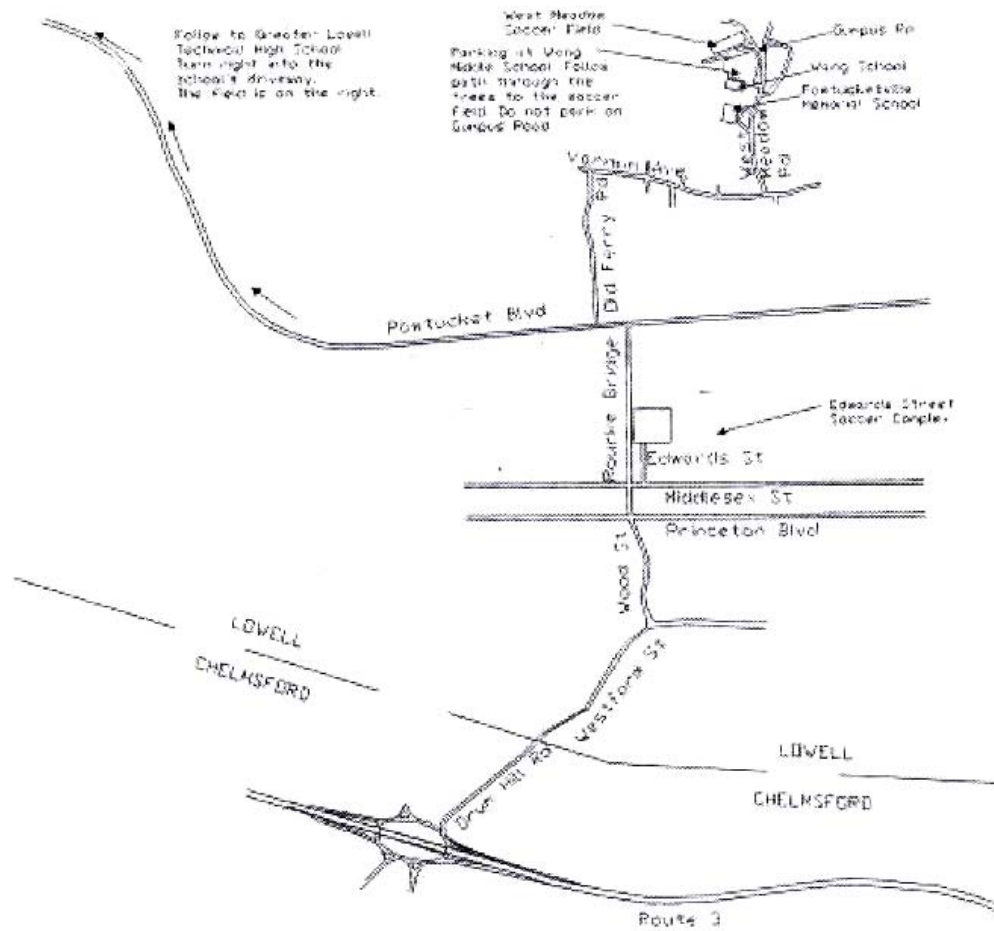 Follow to Greater Lowell
Technical High School
Turn right into the
school's driveway.
The field is on the right.
West Meadow
Soccer Field
Parking at Wang
Middle School Follow
path through the
trees to the soccer
field Do not park on
Gumpus Road
Gumpus Rd
Wang School
Pawtucketville
Memorial School
West
Meadow
Rd
Varnum Ave
Old Ferry Rd
Pawtucket Blvd
Rourke Bridge
Edwards Street
Soccer Complex
Edwards St
Middlesex St
Princeton Blvd
Wood St
LOWELL
CHELMSFORD
Westford St
Drum Hill Rd
LOWELL
CHELMSFORD
Route 3